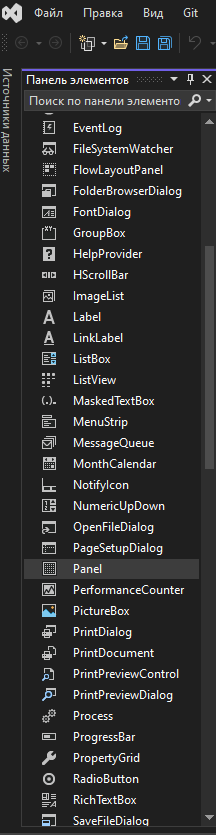 Файл Правка Вид Git
Источники данных
Панель элементов
Поиск по панели элементо
EventLog
FileSystemWatcher
FlowLayoutPanel
FolderBrowserDialog
FontDialog
GroupBox
HelpProvider
HScrollBar
ImageList
Label
LinkLabel
ListBox
ListView
MaskedTextBox
MenuStrip
MessageQueue
MonthCalendar
NotifyIcon
NumericUpDown
OpenFileDialog
PageSetupDialog
Panel
PerformanceCounter
PictureBox
PrintDialog
PrintDocument
PrintPreviewControl
PrintPreviewDialog
Process
ProgressBar
PropertyGrid
RadioButton
RichTextBox
SaveFileDialog